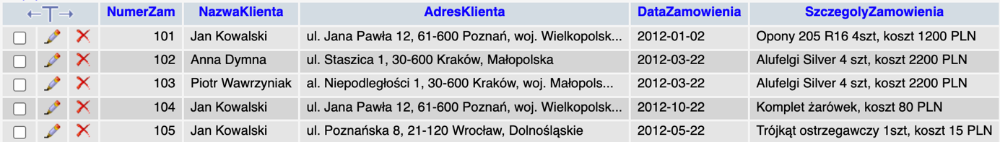 NumerZam NazwaKlienta AdresKlienta DataZamowienia SzczegolyZamowienia
101 Jan Kowalski ul. Jana Pawła 12, 61-600 Poznań, woj. Wielkopolsk... 2012-01-02 Opony 205 R16 4szt, koszt 1200 PLN
102 Anna Dymna ul. Staszica 1, 30-600 Kraków, Małopolska 2012-03-22 Alufelgi Silver 4 szt, koszt 2200 PLN
103 Piotr Wawrzyniak al. Niepodległości 1, 30-600 Kraków, woj. Małopols... 2012-03-22 Alufelgi Silver 4 szt, koszt 2200 PLN
104 Jan Kowalski ul. Jana Pawła 12, 61-600 Poznań, woj. Wielkopolsk... 2012-10-22 Komplet żarówek, koszt 80 PLN
105 Jan Kowalski ul. Poznańska 8, 21-120 Wrocław, Dolnośląskie 2012-05-22 Trójkąt ostrzegawczy 1szt, koszt 15 PLN